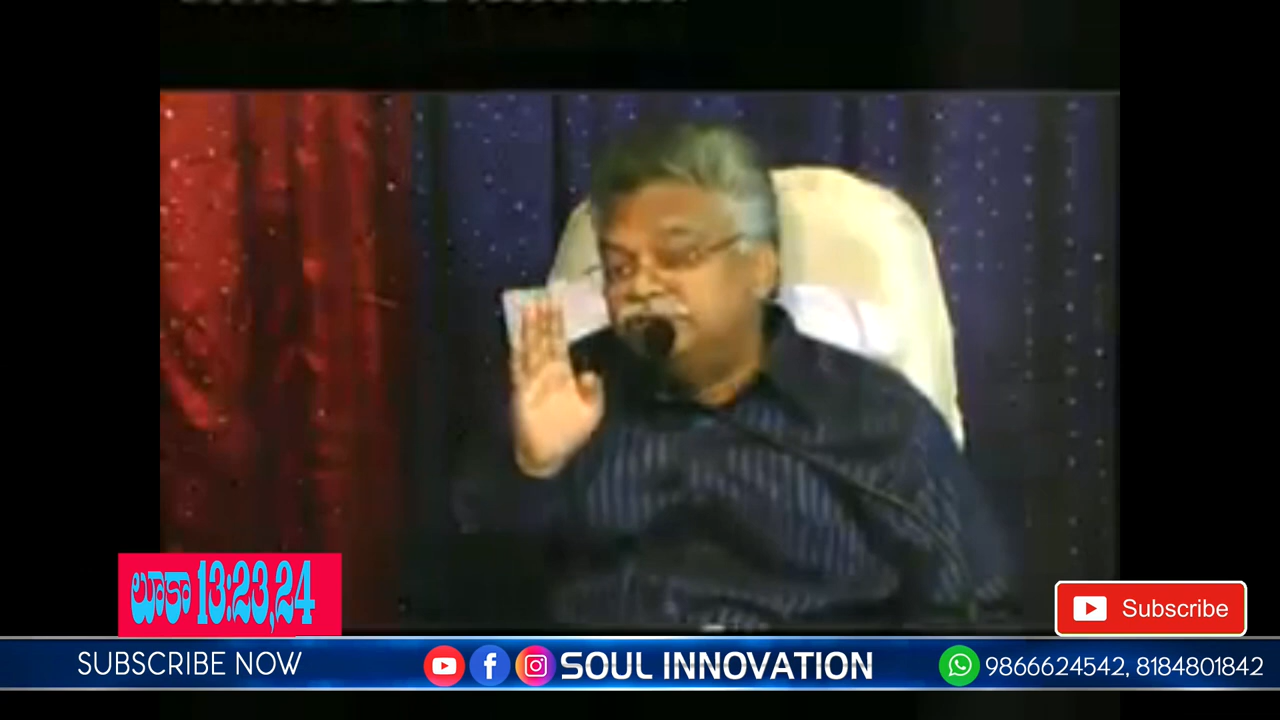 లూకా 13:23,24
Subscribe
SUBSCRIBE NOW
SOUL INNOVATION
9866624542, 8184801842